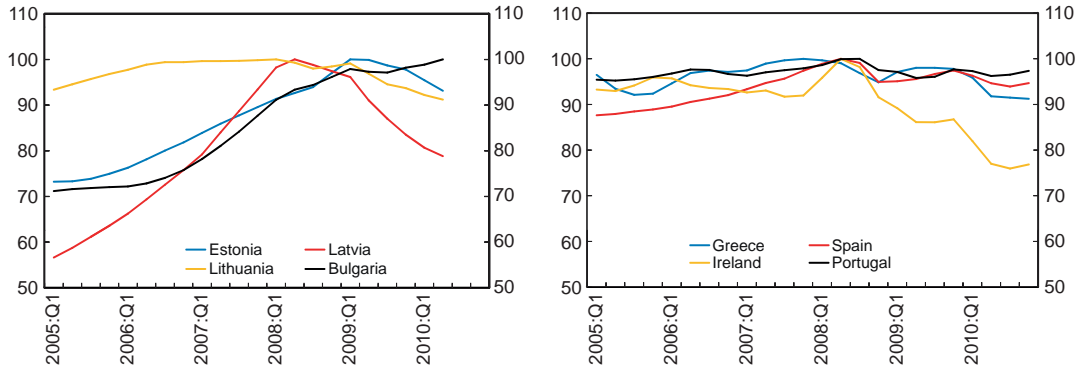 110 110 110 110
100 100 100 100
90 90 90 90
80 80 80 80
70 70 70 70
60 60 60 60
Estonia Latvia Greece Spain
Lithuania Bulgaria Ireland Portugal
50 50 50 50
2005:Q1 2006:Q1 2007:Q1 2008:Q1 2009:Q1 2010:Q1 2005:Q1 2006:Q1 2007:Q1 2008:Q1 2009:Q1 2010:Q1